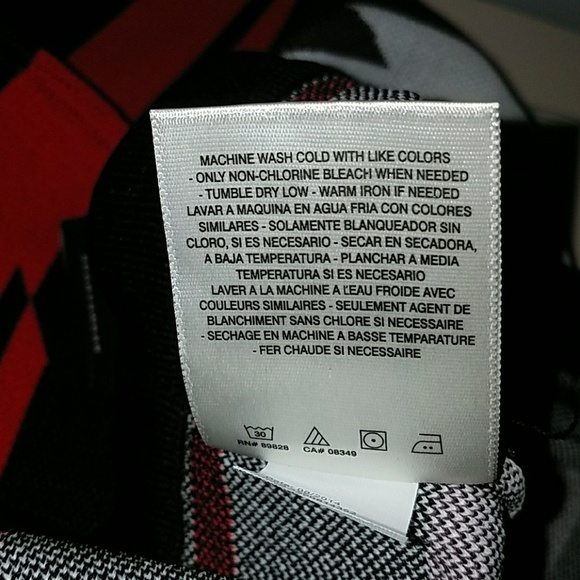 MACHINE WASH COLD WITH LIKE COLORS
- ONLY NON-CHLORINE BLEACH WHEN NEEDED
- TUMBLE DRY LOW - WARM IRON IF NEEDED
LAVAR A MAQUINA EN AGUA FRIA CON COLORES
SIMILARES - SOLAMENTE BLANQUEADOR SIN
CLORO, SI ES NECESARIO - SECAR EN SECADORA,
A BAJA TEMPERATURA - PLANCHAR A MEDIA
TEMPERATURA SI ES NECESARIO
LAVER A LA MACHINE A L'EAU FROIDE AVEC
COULEURS SIMILAIRES - SEULEMENT AGENT DE
BLANCHIMENT SANS CHLORE SI NECESSAIRE
- SECHAGE EN MACHINE A BASSE TEMPARATURE
- FER CHAUDE SI NECESSAIRE
30
RN# 89828 CA# 08349